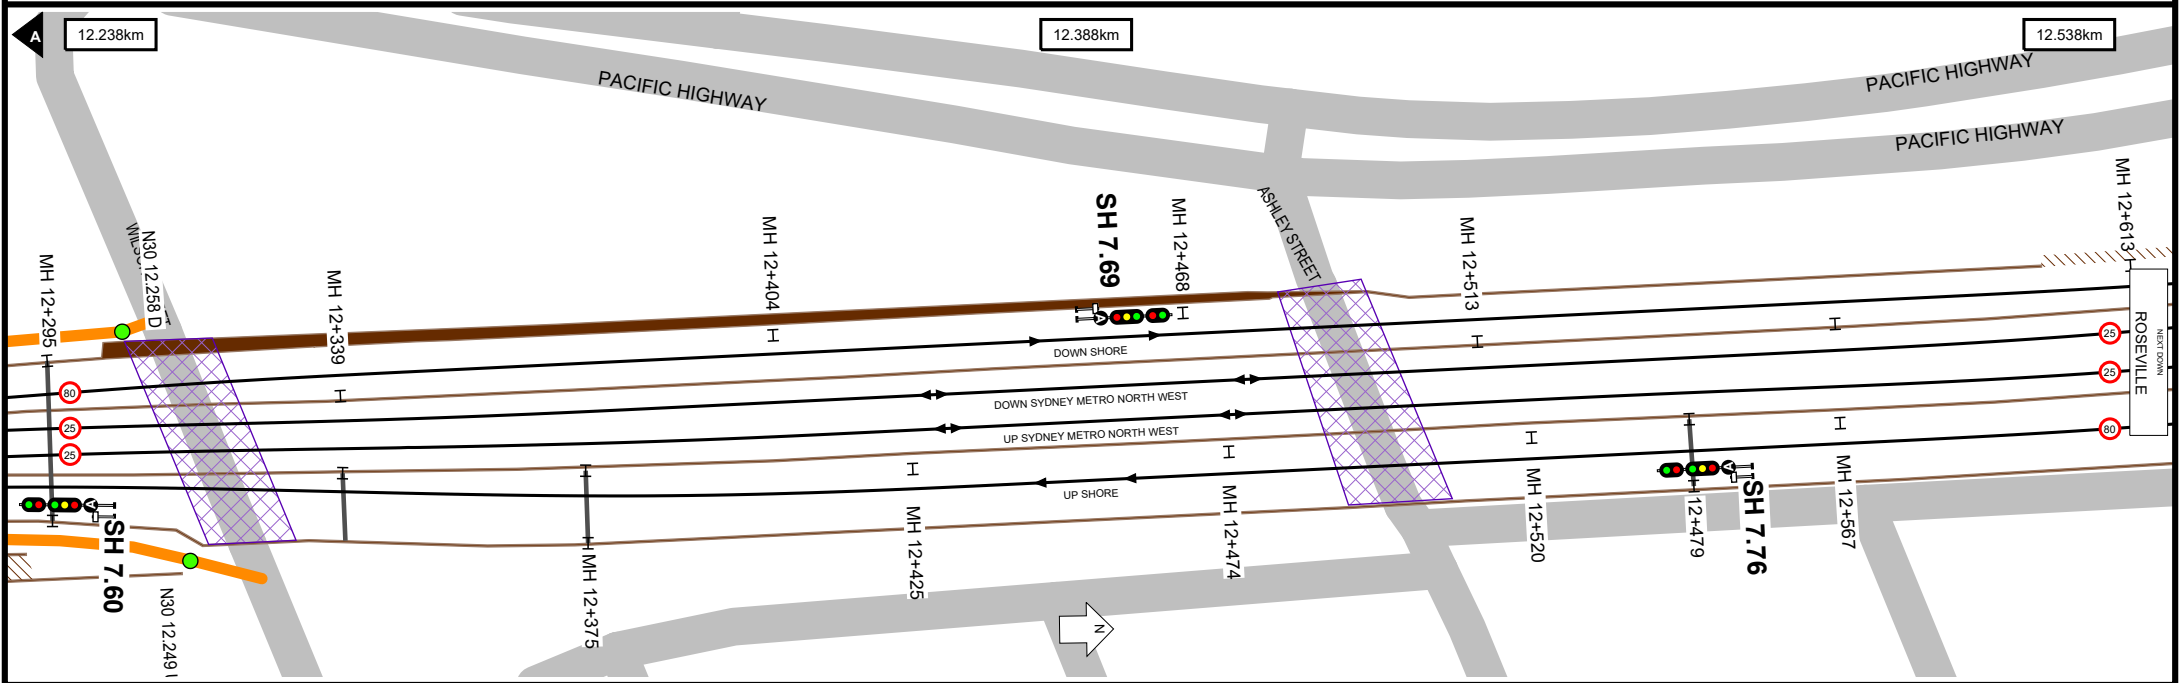 A
12.238km
12.388km
12.538km
PACIFIC HIGHWAY
PACIFIC HIGHWAY
PACIFIC HIGHWAY
ASHLEY STREET
N30 12.258 D
MH 12+295
MH 12+339
MH 12+404
SH 7.69
MH 12+468
MH 12+513
MH 12+613
80
25
25
DOWN SHORE
DOWN SYDNEY METRO NORTH WEST
UP SYDNEY METRO NORTH WEST
UP SHORE
25
25
80
NEXT DOWN
ROSEVILLE
SH 7.60
N30 12.249
MH 12+375
MH 12+425
MH 12+474
MH 12+520
12+479
SH 7.76
MH 12+567
N